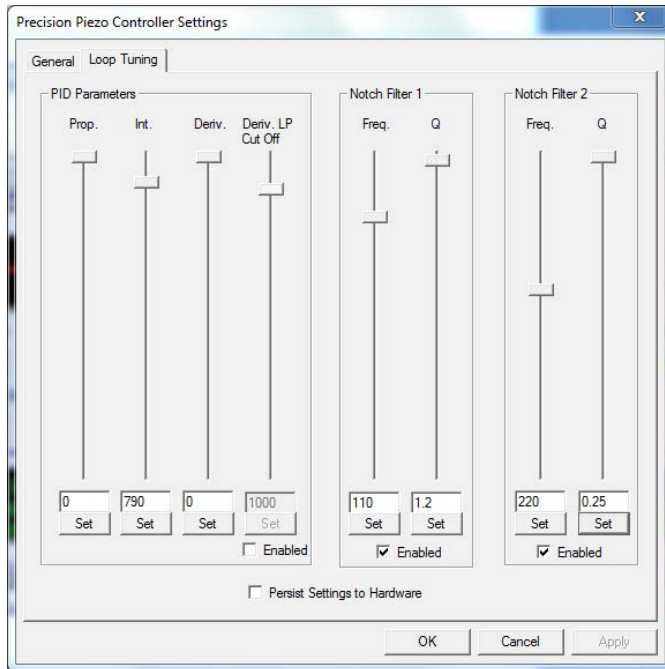 Precision Piezo Controller Settings
x
General Loop Tuning
PID Parameters
Prop. Int. Deriv. Deriv. LP
Cut Off
0 790 0 1000
Set Set Set Set
Enabled
Notch Filter 1
Freq. Q
110 1.2
Set Set
Enabled
Notch Filter 2
Freq. Q
220 0.25
Set Set
Enabled
Persist Settings to Hardware
OK Cancel Apply